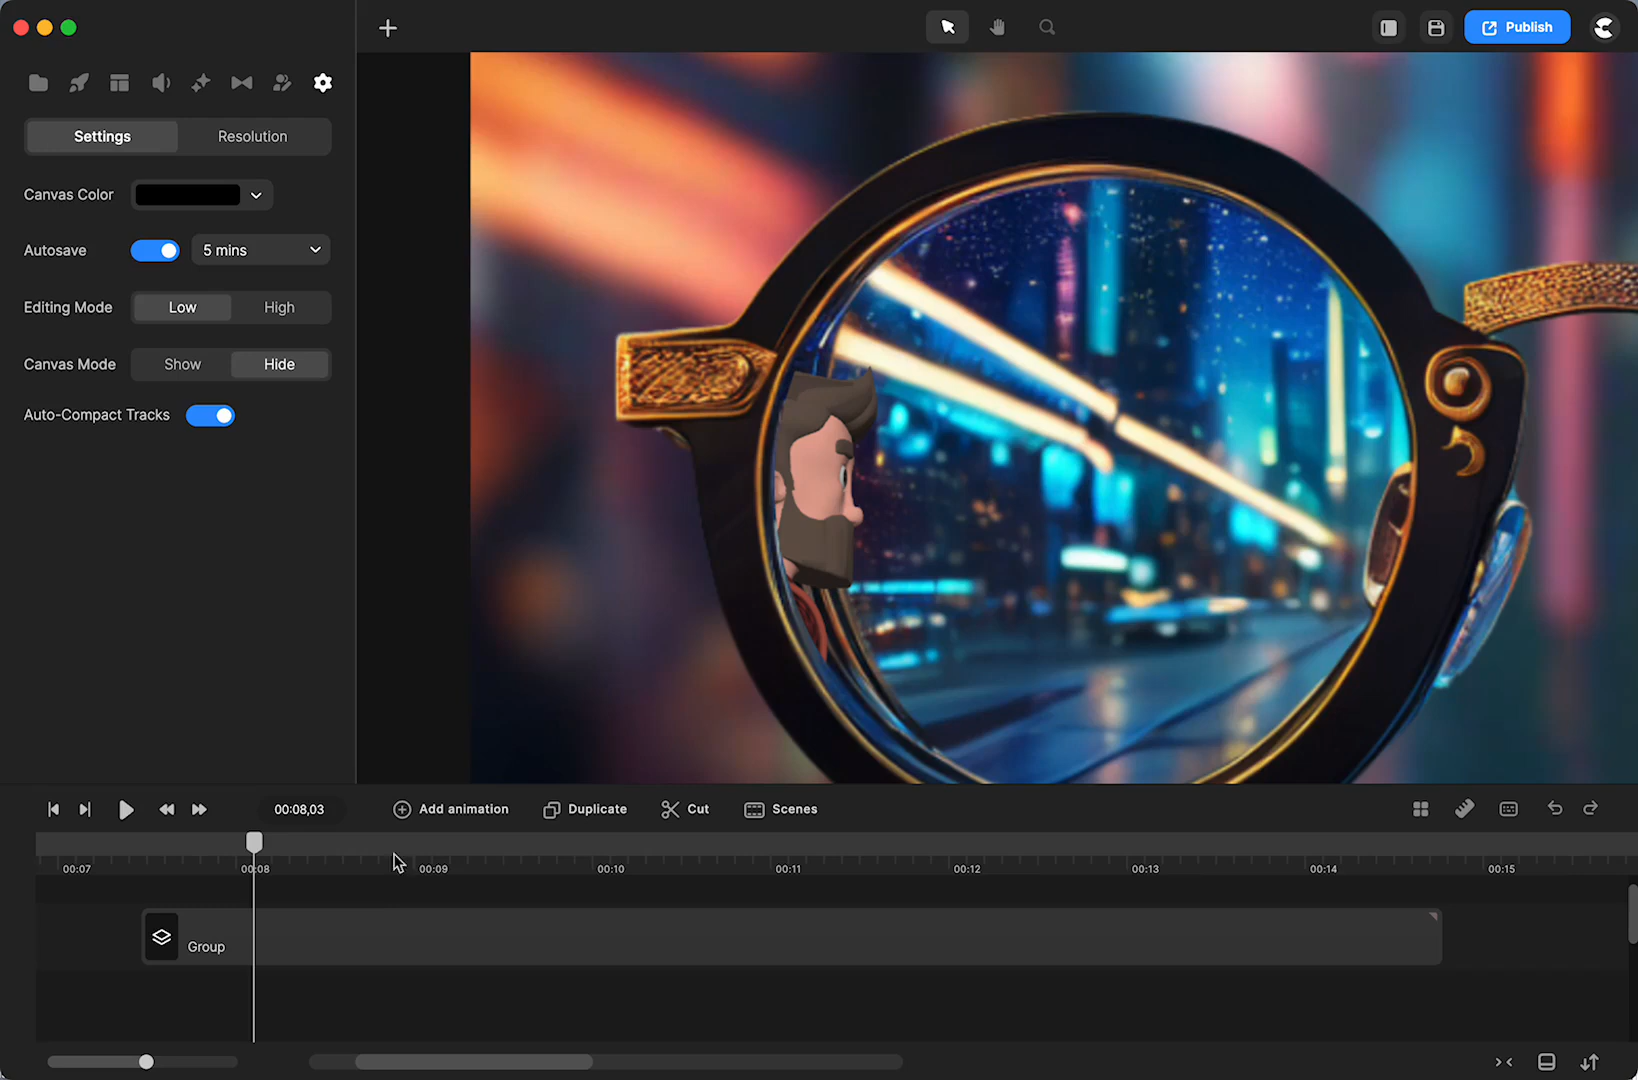 Publish
Settings
Resolution
Canvas Color
Autosave
5 mins
Editing Mode
Low
High
Canvas Mode
Show
Hide
Auto-Compact Tracks
00:08,03
Add animation
Duplicate
Cut
Scenes
00:07
00:08
00:09
00:10
00:11
00:12
00:13
00:14
00:15
Group